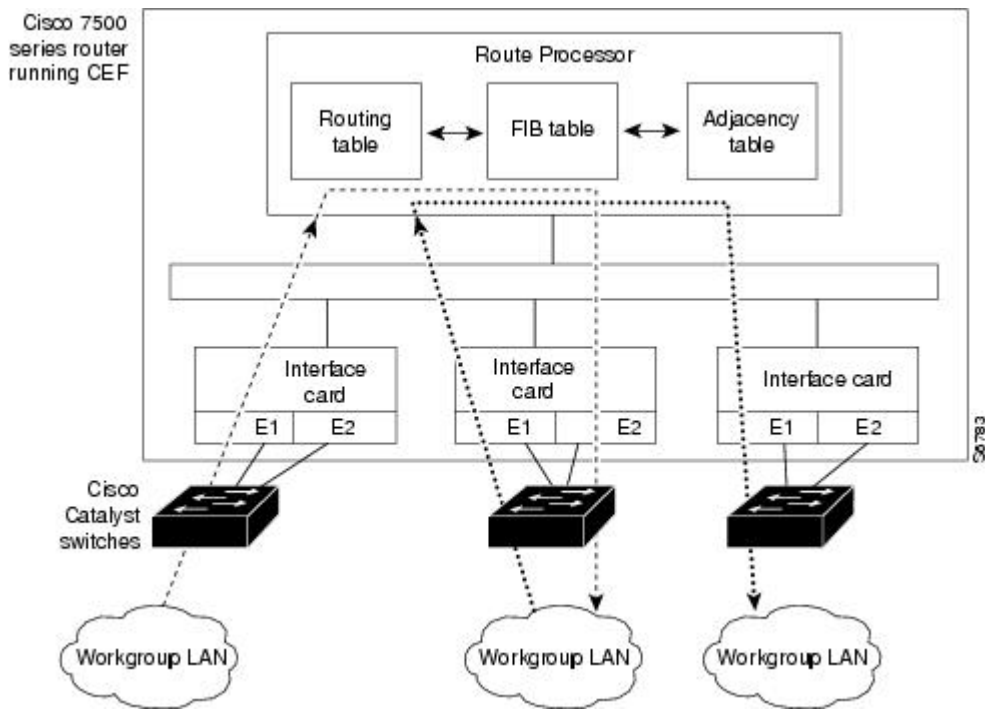 Cisco 7500
series router
running CEF
Route Processor
Routing
table
FIB table
Adjacency
table
Interface
card
E1
E2
Interface
card
E1
E2
Interface card
E1
E2
S6783
Cisco
Catalyst
switches
Workgroup LAN
Workgroup LAN
Workgroup LAN